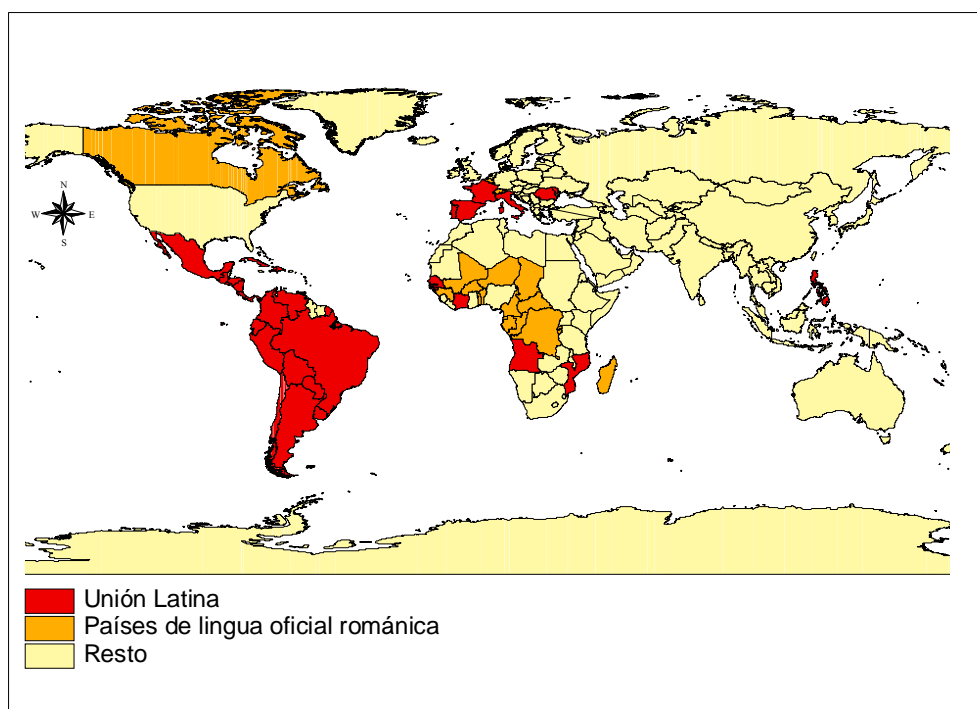 N
W E
S
Unión Latina
Países de lingua oficial románica
Resto